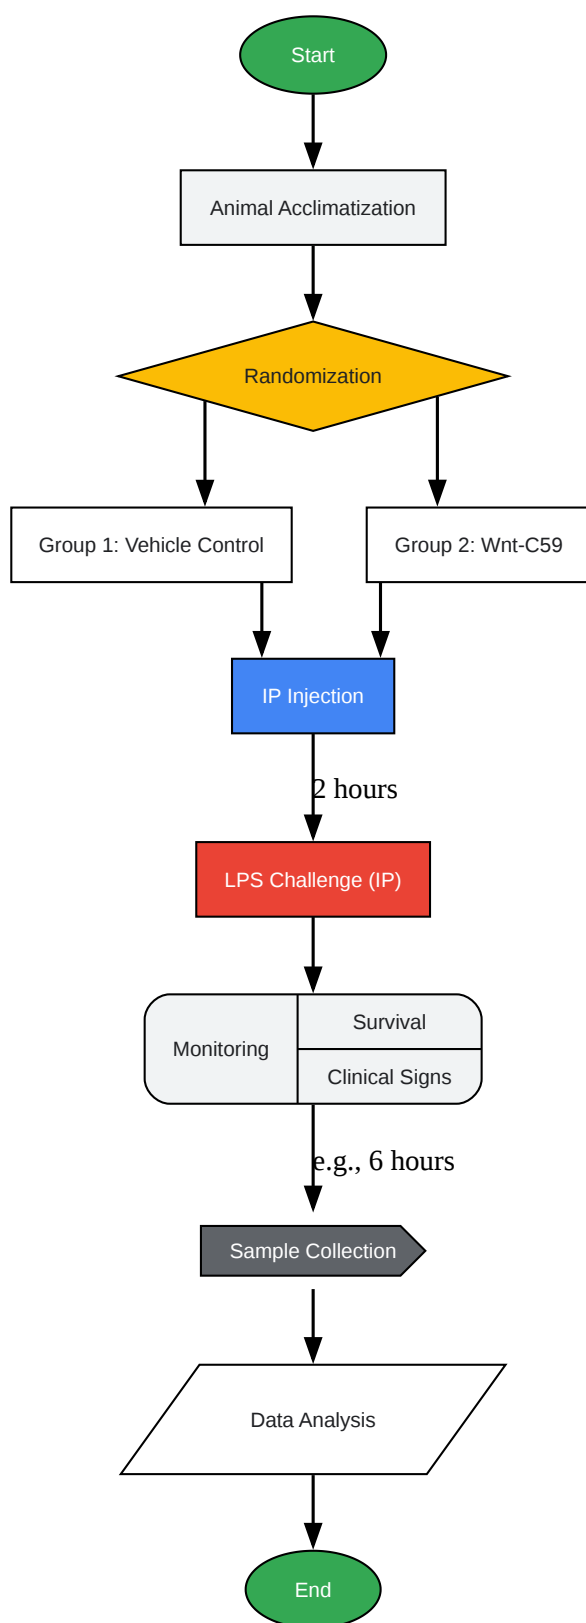 Start
Animal Acclimatization
Randomization
Group 1: Vehicle Control
Group 2: Wnt-C59
IP Injection
2 hours
LPS Challenge (IP)
Monitoring
Survival
Clinical Signs
e.g., 6 hours
Sample Collection
Data Analysis
End